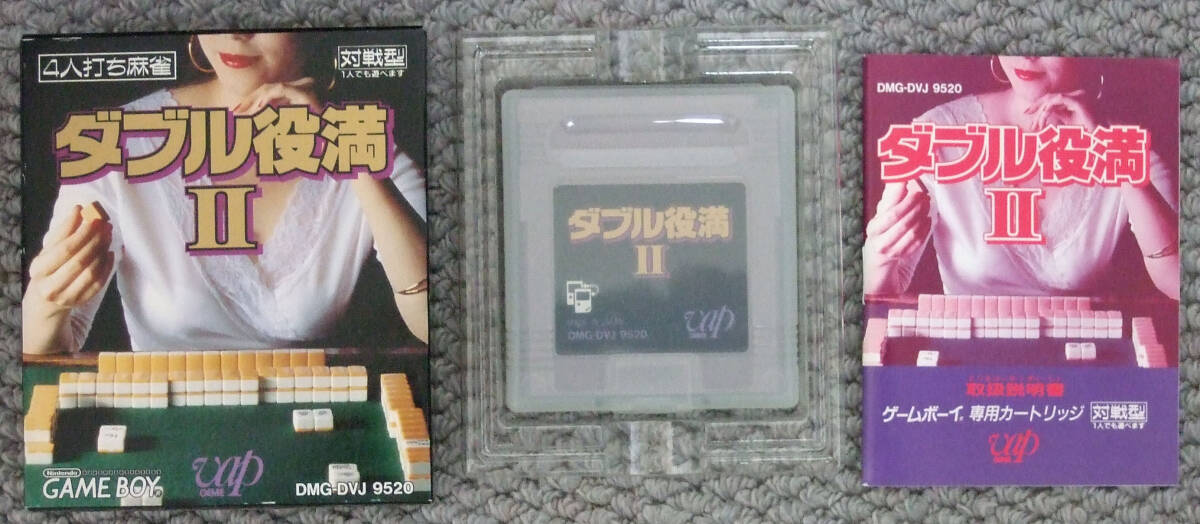 4人打ち麻雀
対戦型
1人でも遊べます
ダブル役満
II
Nintendo
GAME BOY
vap
GAME
DMG-DVJ 9520
ダブル役満
II
DMG-DVJ 9520
vap
DMG-DVJ 9520
ダブル役満
II
取扱説明書
ゲームボーイ® 専用カートリッジ
対戦型
1人でも遊べます
vap
GAME